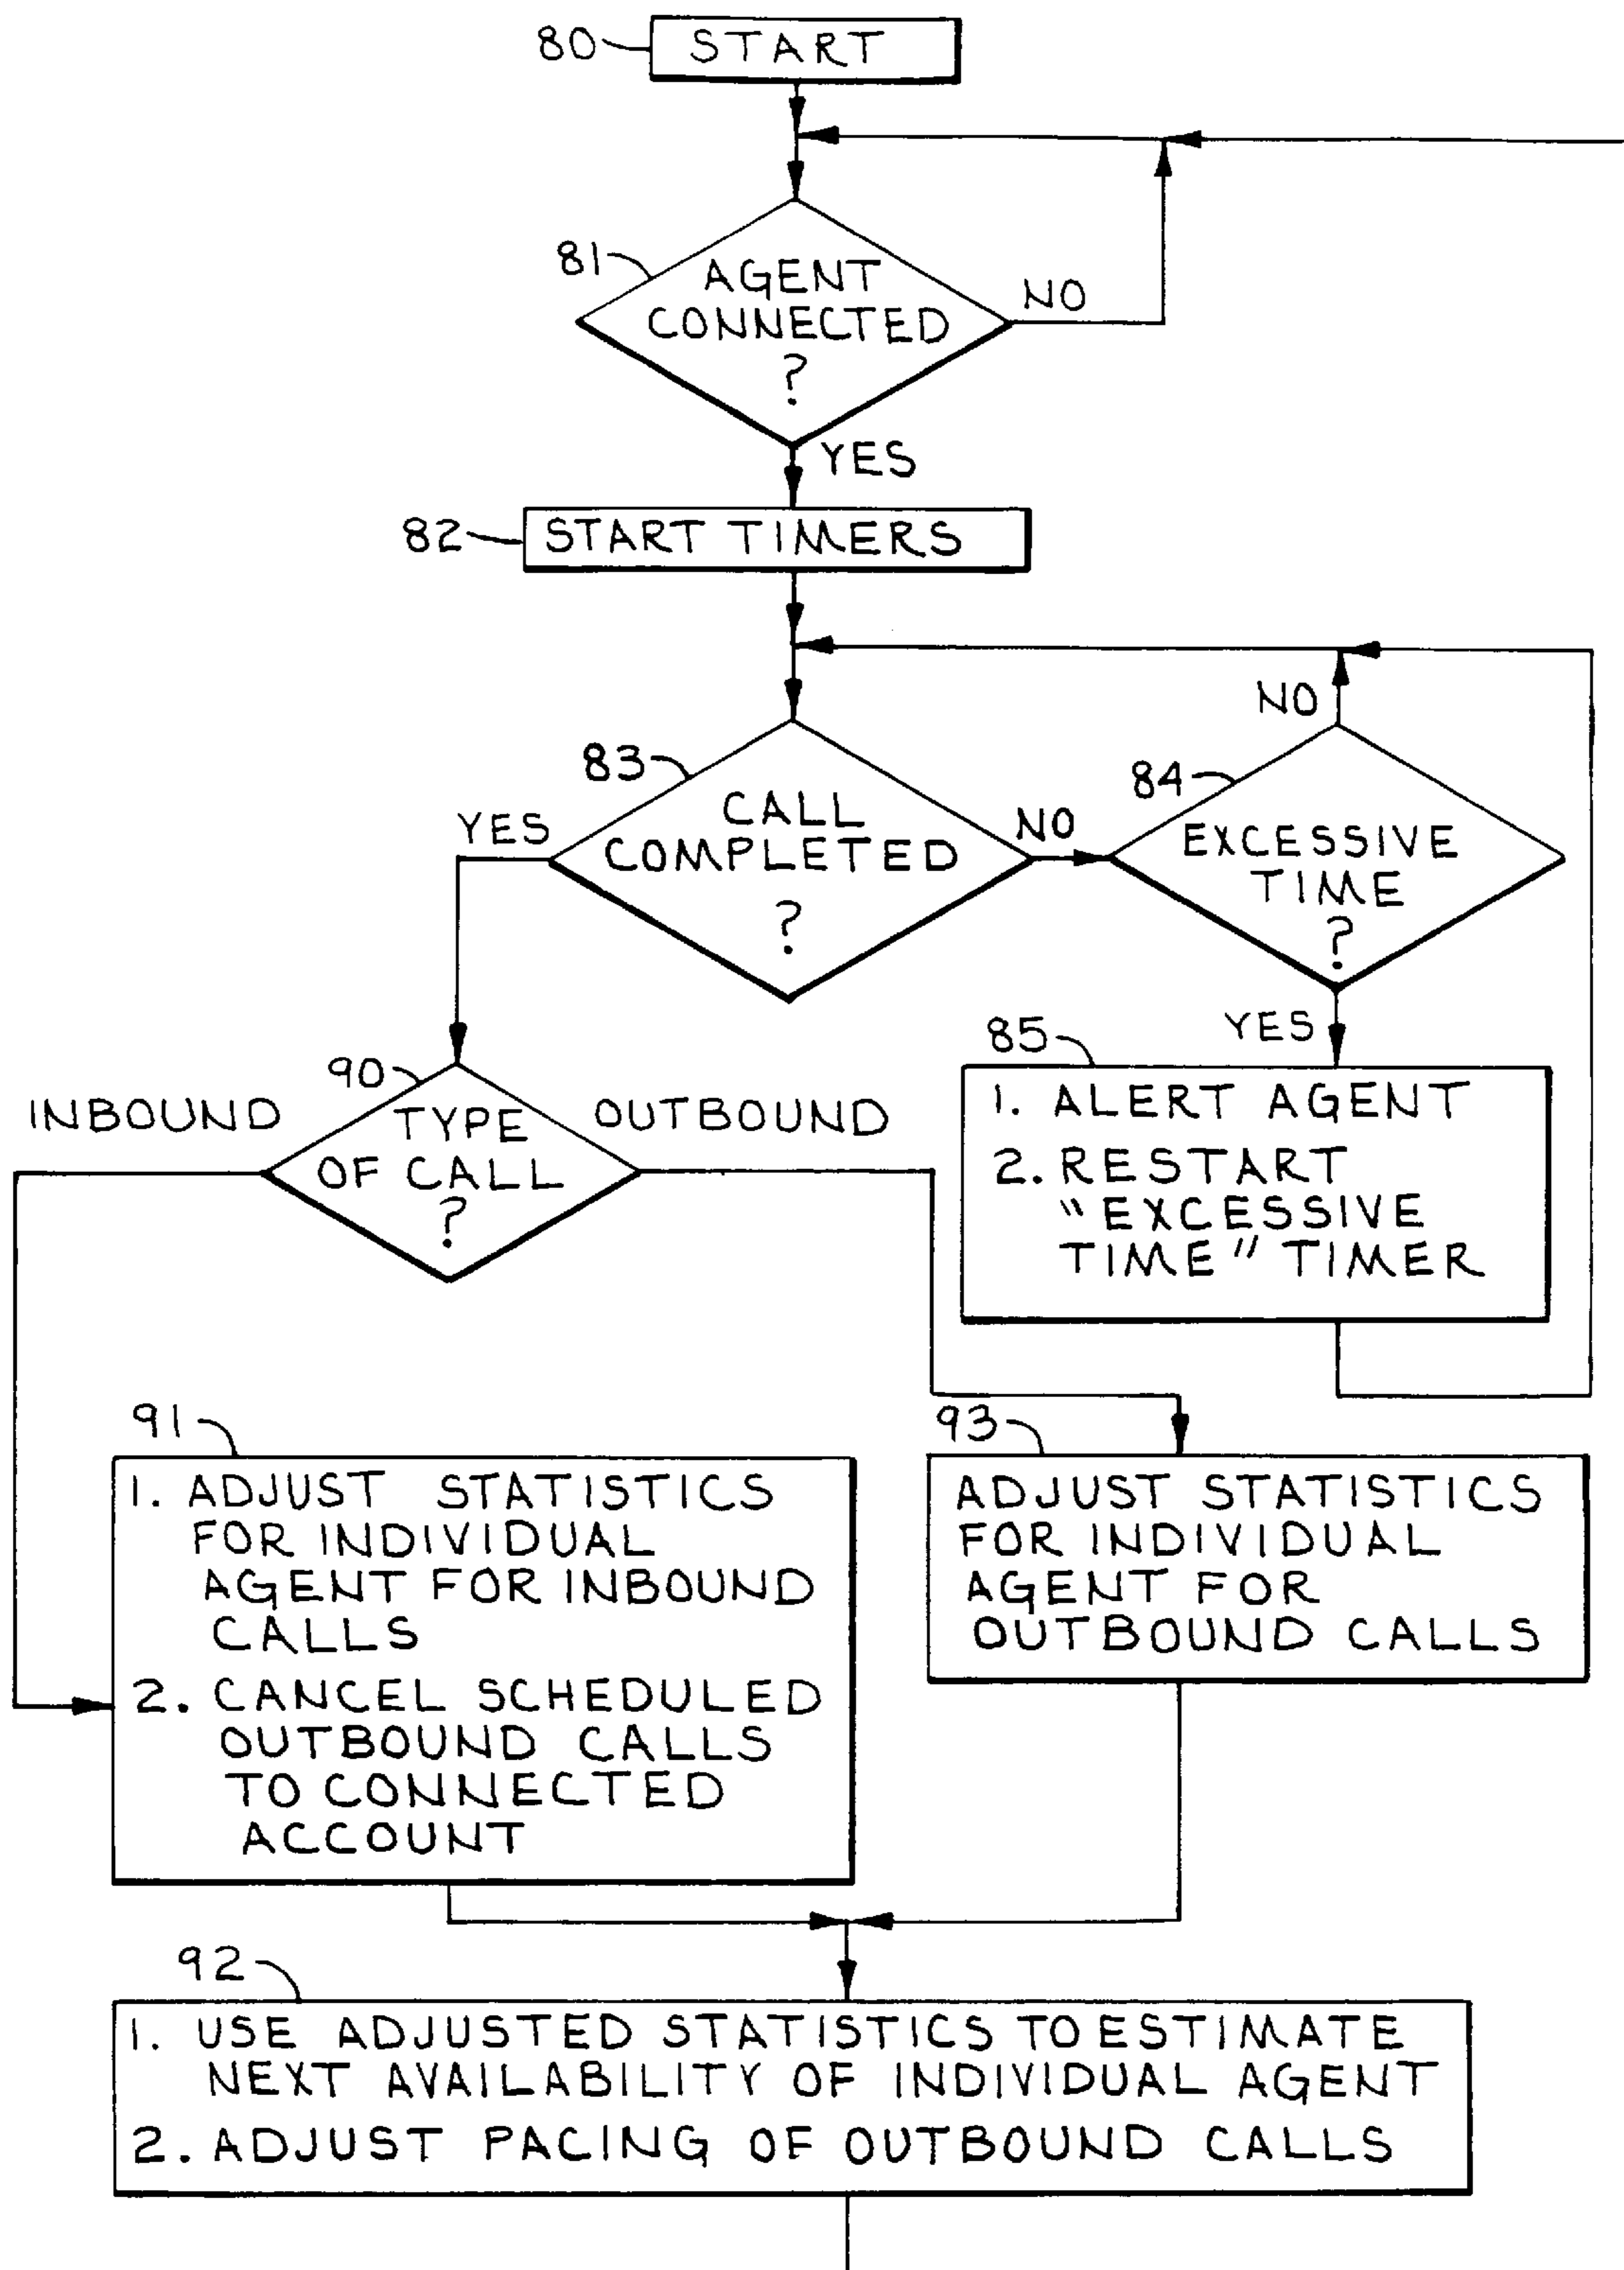 80
START
81
AGENT
CONNECTED
?
NO
YES
82
START TIMERS
NO
83
CALL
COMPLETED
?
YES
NO
84
EXCESSIVE
TIME
?
YES
85
1. ALERT AGENT
2. RESTART
"EXCESSIVE
TIME" TIMER
90
TYPE
OF CALL
?
INBOUND
OUTBOUND
91
1. ADJUST STATISTICS
FOR INDIVIDUAL
AGENT FOR INBOUND
CALLS
2. CANCEL SCHEDULED
OUTBOUND CALLS
TO CONNECTED
ACCOUNT
93
ADJUST STATISTICS
FOR INDIVIDUAL
AGENT FOR
OUTBOUND CALLS
92
1. USE ADJUSTED STATISTICS TO ESTIMATE
NEXT AVAILABILITY OF INDIVIDUAL AGENT
2. ADJUST PACING OF OUTBOUND CALLS